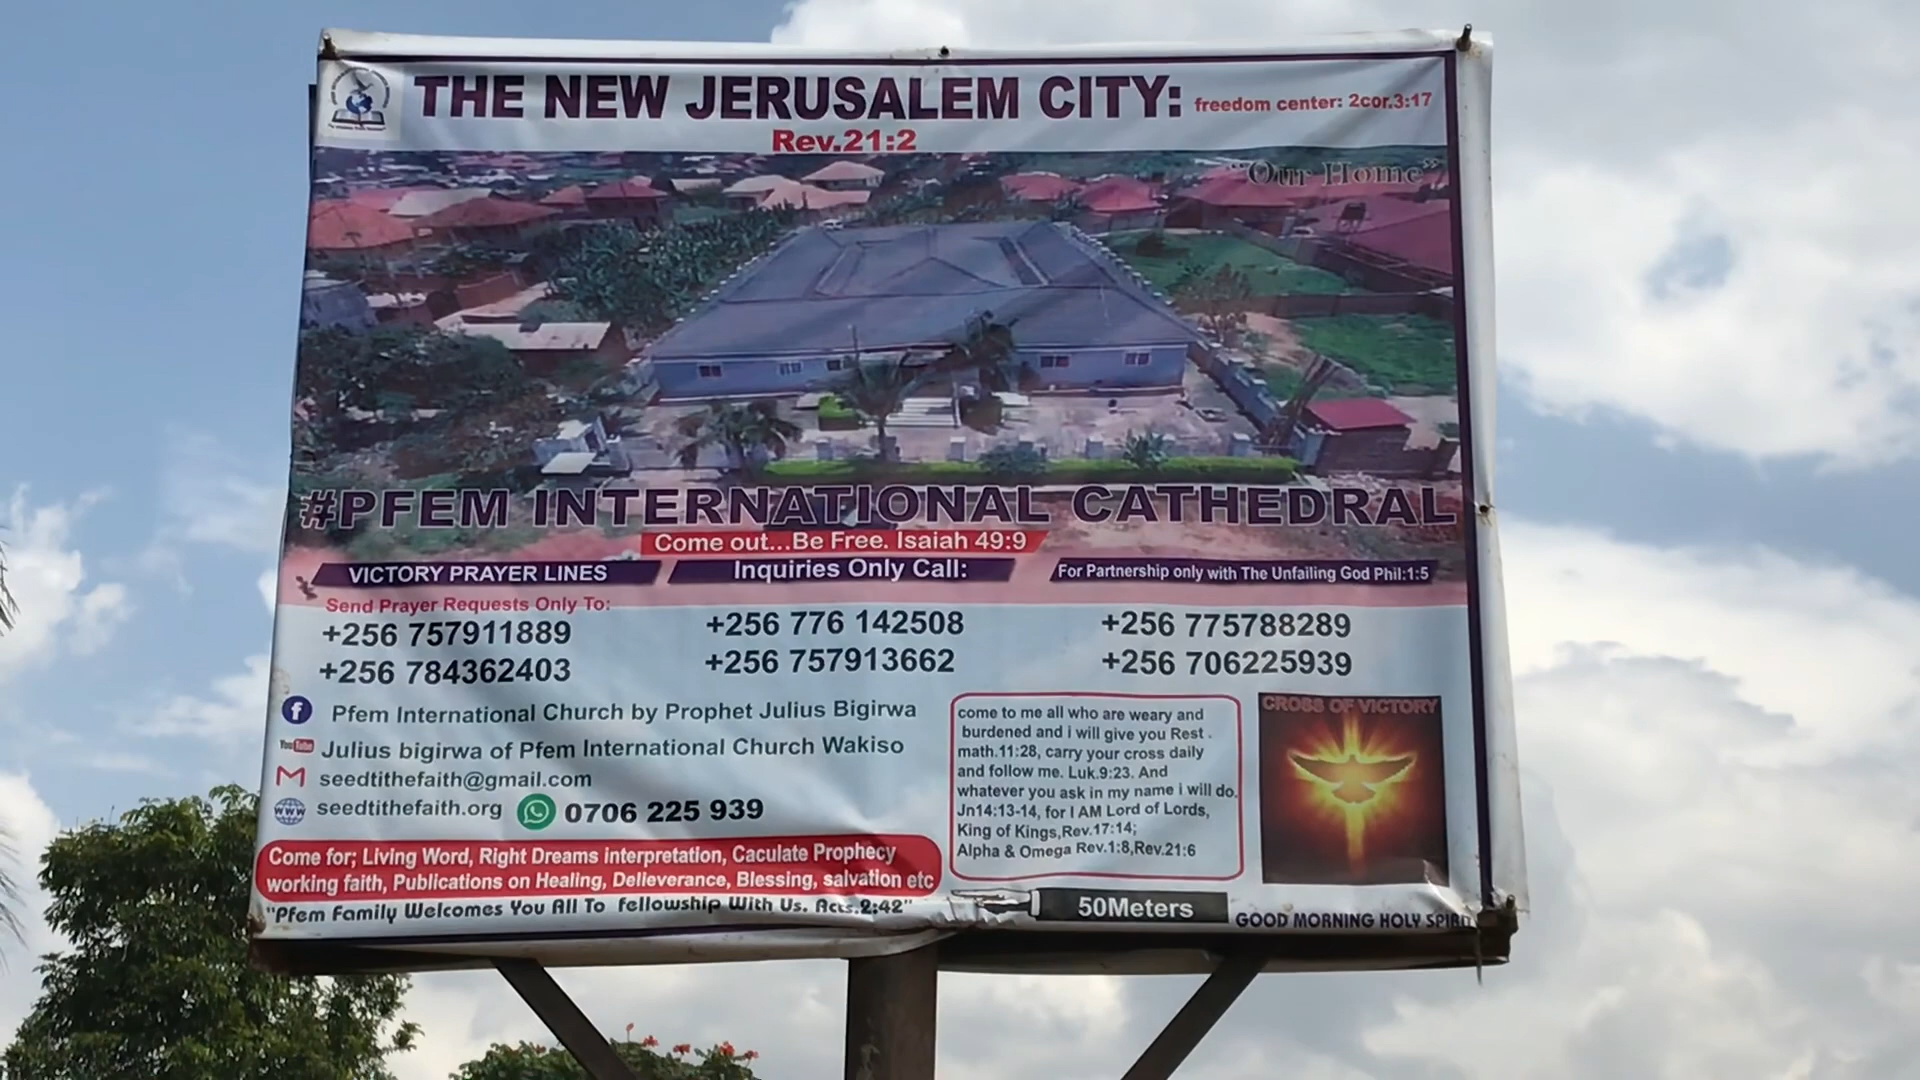 THE NEW JERUSALEM CITY: freedom center: 2cor.3:17
Rev.21:2
"Our Home"
#PFEM INTERNATIONAL CATHEDRAL
Come out...Be Free. Isaiah 49:9
VICTORY PRAYER LINES
Send Prayer Requests Only To:
+256 757911889
+256 784362403
Inquiries Only Call:
+256 776 142508
+256 757913662
For Partnership only with The Unfailing God Phil:1:5
+256 775788289
+256 706225939
Pfem International Church by Prophet Julius Bigirwa
YouTube Julius bigirwa of Pfem International Church Wakiso
seedtithefaith@gmail.com
www seedtithefaith.org 0706 225 939
Come for; Living Word, Right Dreams interpretation, Caculate Prophecy
working faith, Publications on Healing, Delieverance, Blessing, salvation etc
"Pfem Family Welcomes You All To fellowship With Us. Acts.2:42"
come to me all who are weary and
burdened and i will give you Rest .
math.11:28, carry your cross daily
and follow me. Luk.9:23. And
whatever you ask in my name i will do.
Jn14:13-14, for I AM Lord of Lords,
King of Kings,Rev.17:14;
Alpha & Omega Rev.1:8,Rev.21:6
CROSS OF VICTORY
50Meters
GOOD MORNING HOLY SPIRIT